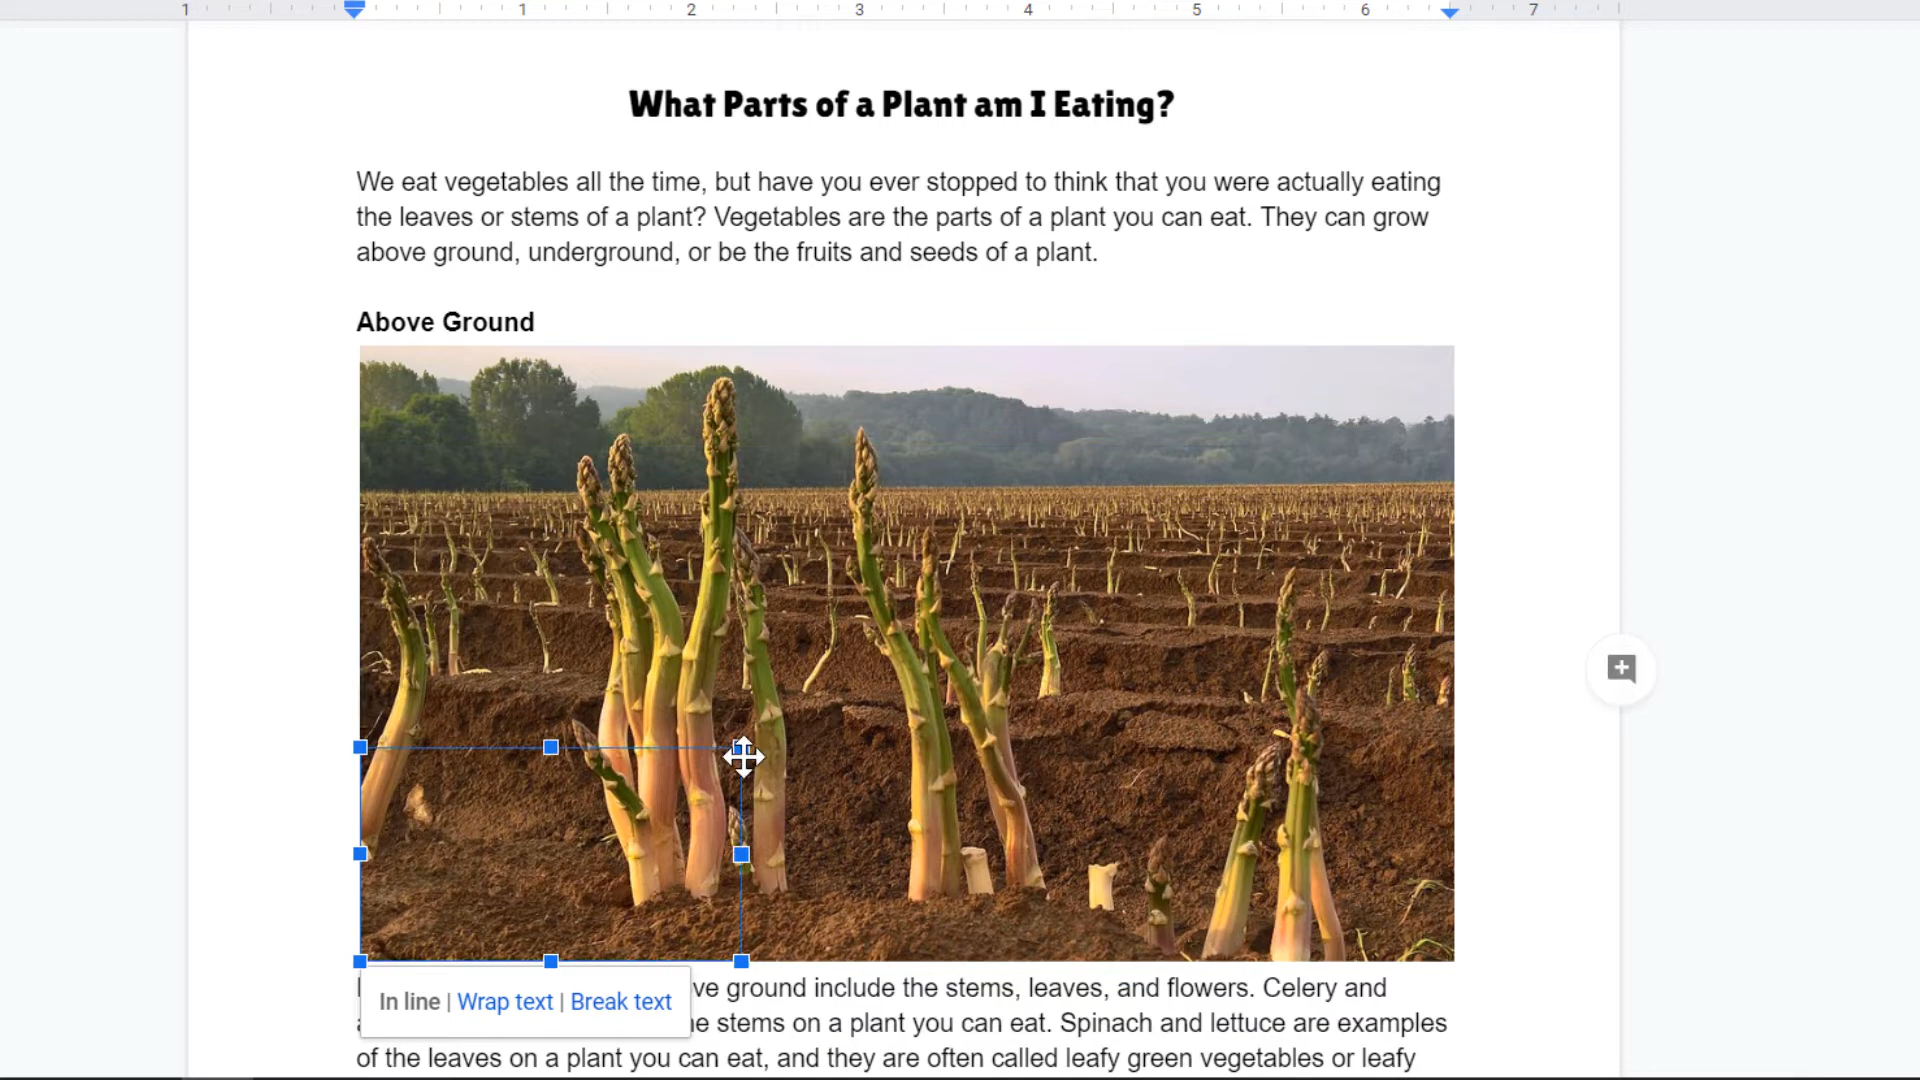 1 1 2 3 4 5 6 7
What Parts of a Plant am I Eating?
We eat vegetables all the time, but have you ever stopped to think that you were actually eating
the leaves or stems of a plant? Vegetables are the parts of a plant you can eat. They can grow
above ground, underground, or be the fruits and seeds of a plant.
Above Ground
ve ground include the stems, leaves, and flowers. Celery and
In line | Wrap text | Break text
stems on a plant you can eat. Spinach and lettuce are examples
of the leaves on a plant you can eat, and they are often called leafy green vegetables or leafy